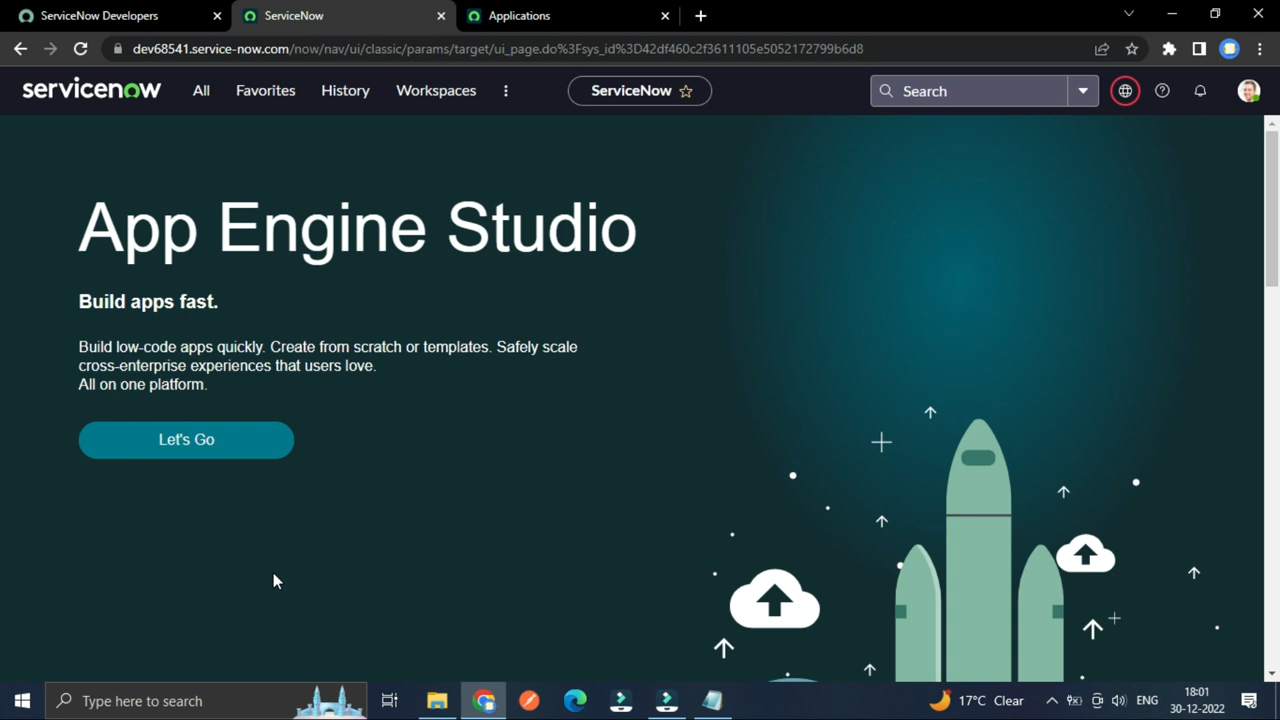 ServiceNow Developers
ServiceNow
Applications
dev68541.service-now.com/now/nav/ui/classic/params/target/ui_page.do%3Fsys_id%3D42df460c2f3611105e5052172799b6d8
servicenow
All
Favorites
History
Workspaces
ServiceNow
Search
App Engine Studio
Build apps fast.
Build low-code apps quickly. Create from scratch or templates. Safely scale
cross-enterprise experiences that users love.
All on one platform.
Let's Go
Type here to search
17°C Clear
ENG
18:01
30-12-2022